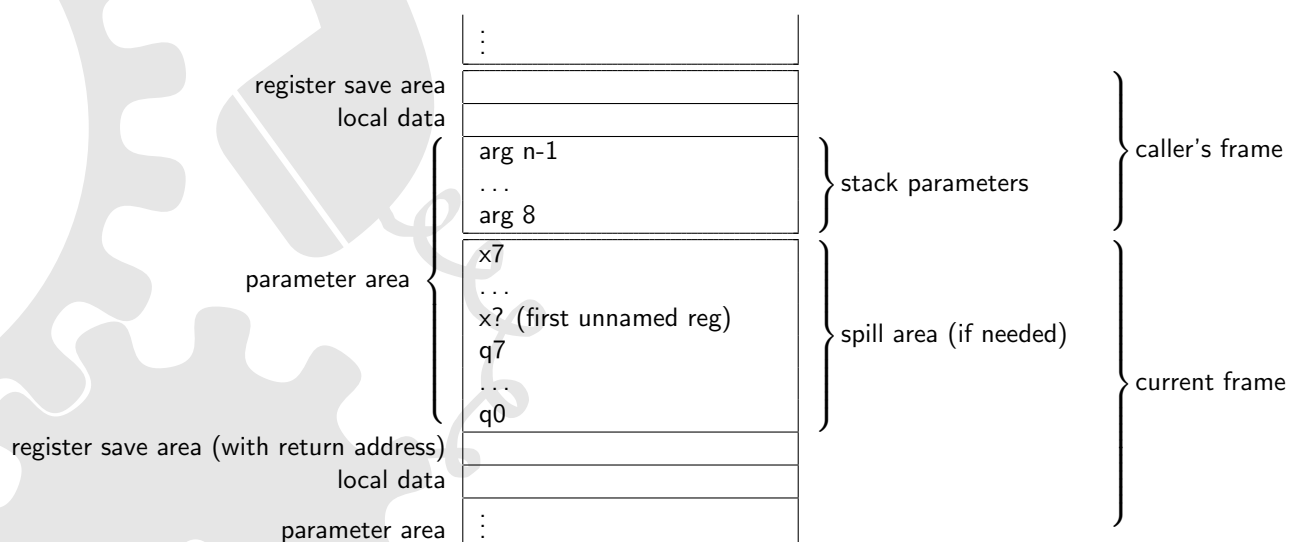 ⋮
register save area
local data
caller's frame
arg n-1
. . .
stack parameters
arg 8
x7
parameter area
. . .
x? (first unnamed reg)
spill area (if needed)
q7
. . .
current frame
q0
register save area (with return address)
local data
parameter area
⋮